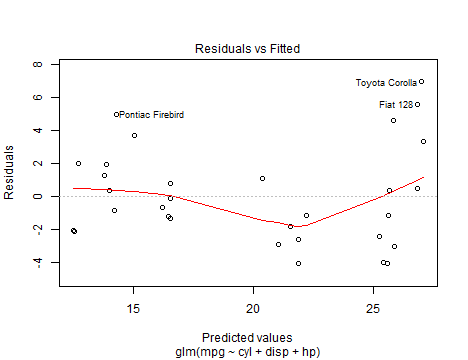 Residuals vs Fitted
8
6
4
2
0
-2
-4
Residuals
Toyota Corolla
Fiat 128
Pontiac Firebird
15
20
25
Predicted values
glm(mpg ~ cyl + disp + hp)